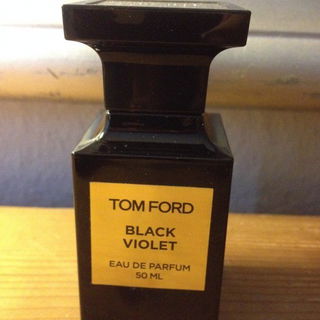 TOM FORD
BLACK
VIOLET
EAU DE PARFUM
50 ML